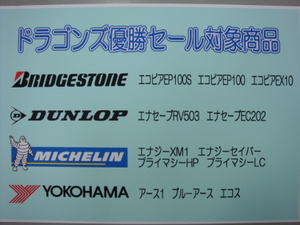 ドラゴンズ優勝セール対象商品
BRIDGESTONE エコピアEP100S エコピアEP100 エコピアEX10
DUNLOP エナセーブRV503 エナセーブEC202
MICHELIN エナジーXM1 エナジーセイバー
プライマシーHP プライマシーLC
YOKOHAMA アース1 ブルーアース エコス